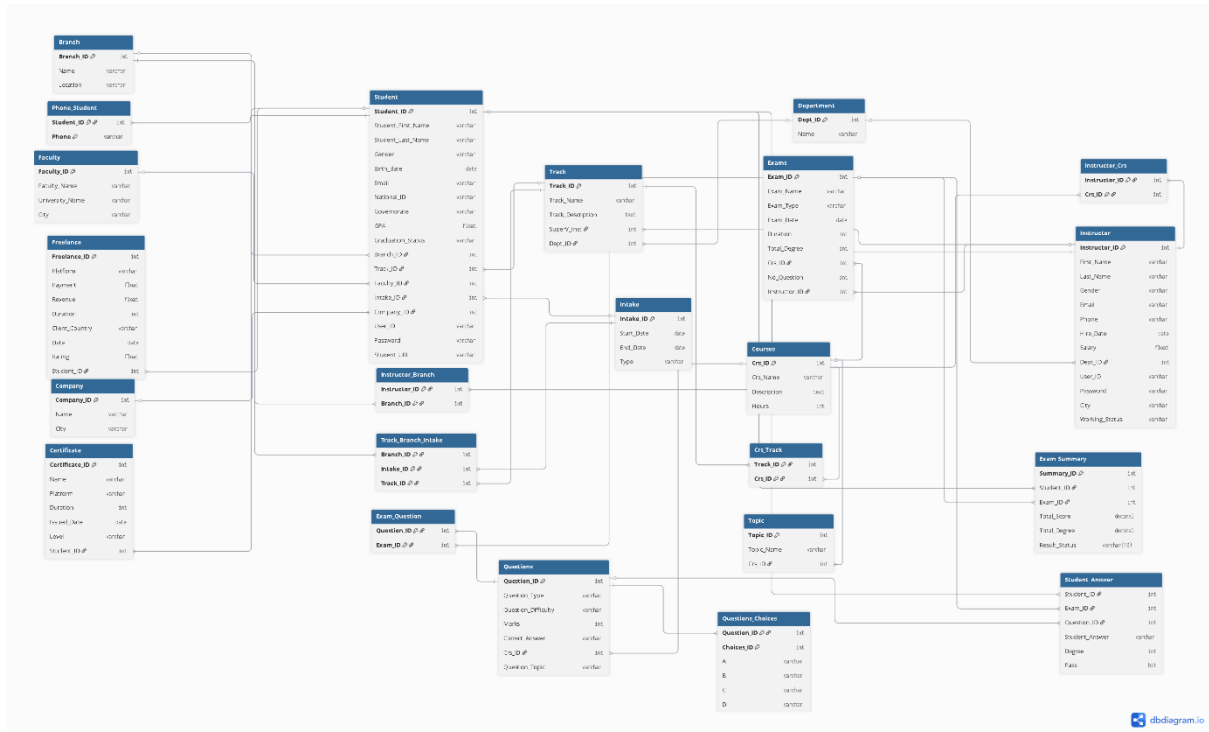 Branch
Branch_ID int
Name varchar
Location varchar
Phone_Student
Student_ID int
Phone varchar
Faculty
Faculty_ID int
Faculty_Name varchar
University_Name varchar
City varchar
Freelance
Freelance_ID int
Platform varchar
Payment float
Revenue float
Duration int
Client_Country varchar
Date date
Rating float
Student_ID int
Company
Company_ID int
Name varchar
City varchar
Certificate
Certificate_ID int
Name varchar
Platform varchar
Duration int
Issued_Date date
Level varchar
Student_ID int
Student
Student_ID int
Student_First_Name varchar
Student_Last_Name varchar
Gender varchar
Birth_date date
Email varchar
National_ID varchar
Governorate varchar
GPA float
Graduation_Status varchar
Branch_ID int
Track_ID int
Faculty_ID int
Intake_ID int
Company_ID int
User_ID varchar
Password varchar
Student_URL varchar
Instructor_Branch
Instructor_ID int
Branch_ID int
Track_Branch_Intake
Branch_ID int
Intake_ID int
Track_ID int
Exam_Question
Question_ID int
Exam_ID int
Track
Track_ID int
Track_Name varchar
Track_Description text
SuperV_Inst int
Dept_ID int
Intake
Intake_ID int
Start_Date date
End_Date date
Type varchar
Questions
Question_ID int
Question_Type varchar
Question_Difficulty varchar
Marks int
Correct_Answer varchar
Crs_ID int
Question_Topic varchar
Department
Dept_ID int
Name varchar
Exams
Exam_ID int
Exam_Name varchar
Exam_Type varchar
Exam_Date date
Duration int
Total_Degree int
Crs_ID int
No_Question int
Instructor_ID int
Courses
Crs_ID int
Crs_Name varchar
Description text
Hours int
Crs_Track
Track_ID int
Crs_ID int
Topic
Topic_ID int
Topic_Name varchar
Crs_ID int
Questions_Choices
Question_ID int
Choices_ID int
A varchar
B varchar
C varchar
D varchar
Instructor_Crs
Instructor_ID int
Crs_ID int
Instructor
Instructor_ID int
First_Name varchar
Last_Name varchar
Gender varchar
Email varchar
Phone varchar
Hire_Date date
Salary float
Dept_ID int
User_ID varchar
Password varchar
City varchar
Working_Status varchar
Exam_Summary
Summary_ID int
Student_ID int
Exam_ID int
Total_Score decimal
Total_Degree decimal
Result_Status varchar(10)
Student_Answer
Student_ID int
Exam_ID int
Question_ID int
Student_Answer varchar
Degree int
Pass bit
dbdiagram.io